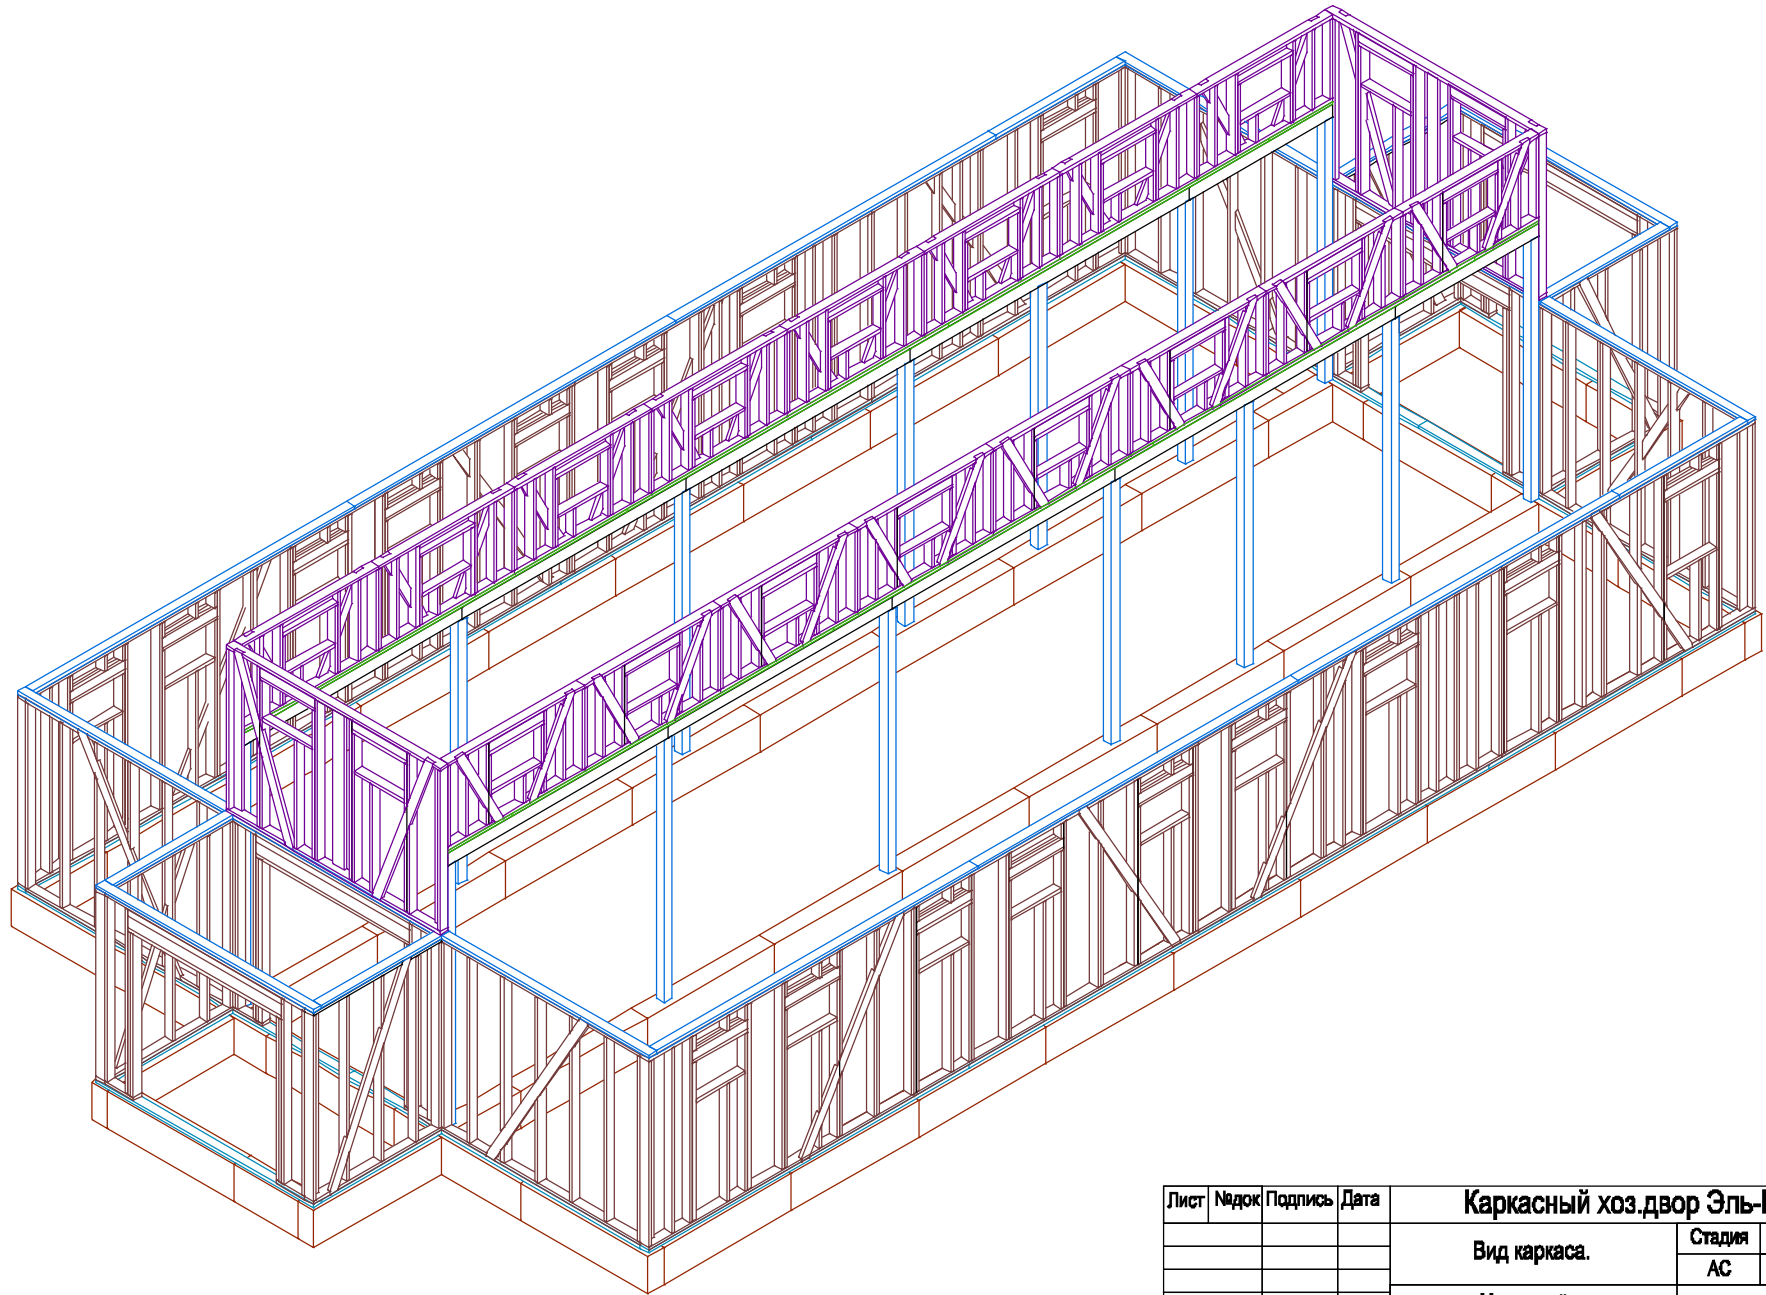 Лист №док Подпись Дата
Каркасный хоз.двор Эль-
Вид каркаса.
Стадия
АС